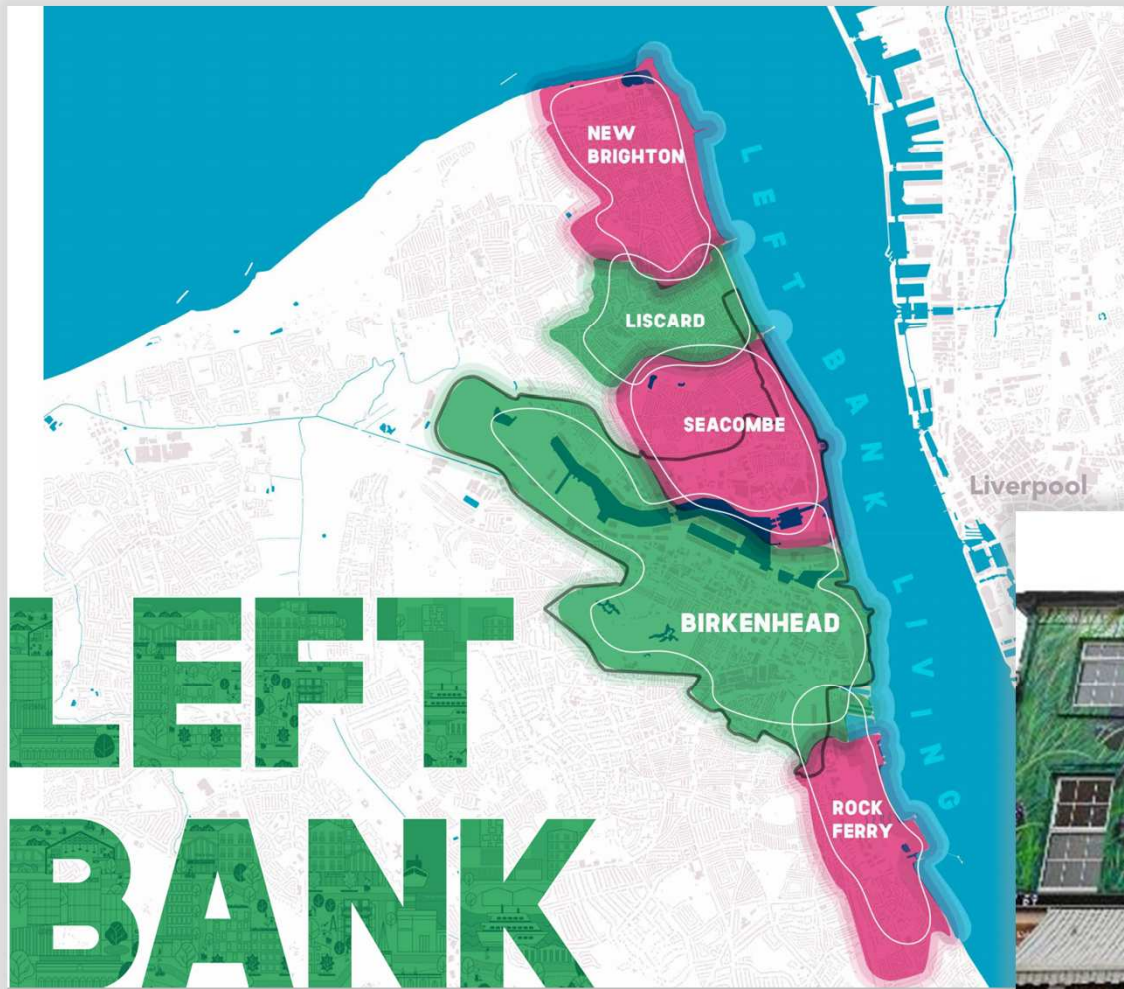 NEW
BRIGHTON
LISCARD
SEACOMBE
BIRKENHEAD
ROCK
FERRY
LEFT BANK LIVING
Liverpool
LEFT
BANK